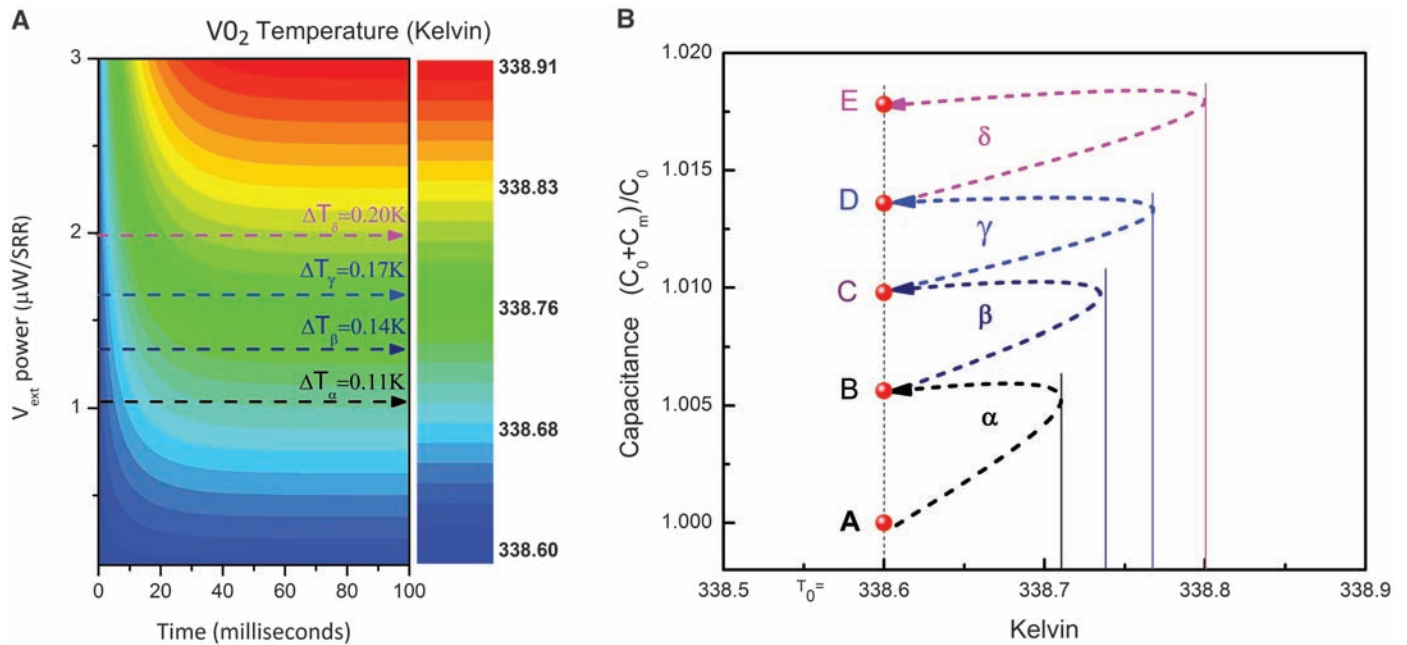 A
VO₂ Temperature (Kelvin)
3
2
1
V_ext power (μW/SRR)
ΔT_δ=0.20K
ΔT_γ=0.17K
ΔT_β=0.14K
ΔT_α=0.11K
0 20 40 60 80 100
Time (milliseconds)
338.91
338.83
338.76
338.68
338.60
B
1.020
1.015
1.010
1.005
1.000
Capacitance (C₀+C_m)/C₀
E
δ
D
γ
C
β
B
α
A
338.5 T₀= 338.6 338.7 338.8 338.9
Kelvin